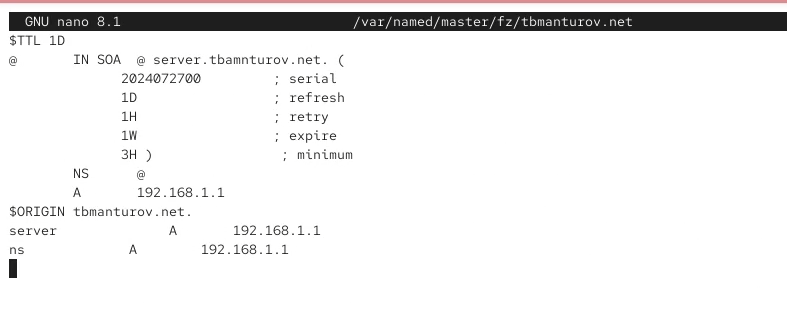 GNU nano 8.1 /var/named/master/fz/tbmanturov.net
$TTL 1D
@ IN SOA @ server.tbamnturov.net. (
2024072700 ; serial
1D ; refresh
1H ; retry
1W ; expire
3H ) ; minimum
NS @
A 192.168.1.1
$ORIGIN tbmanturov.net.
server A 192.168.1.1
ns A 192.168.1.1